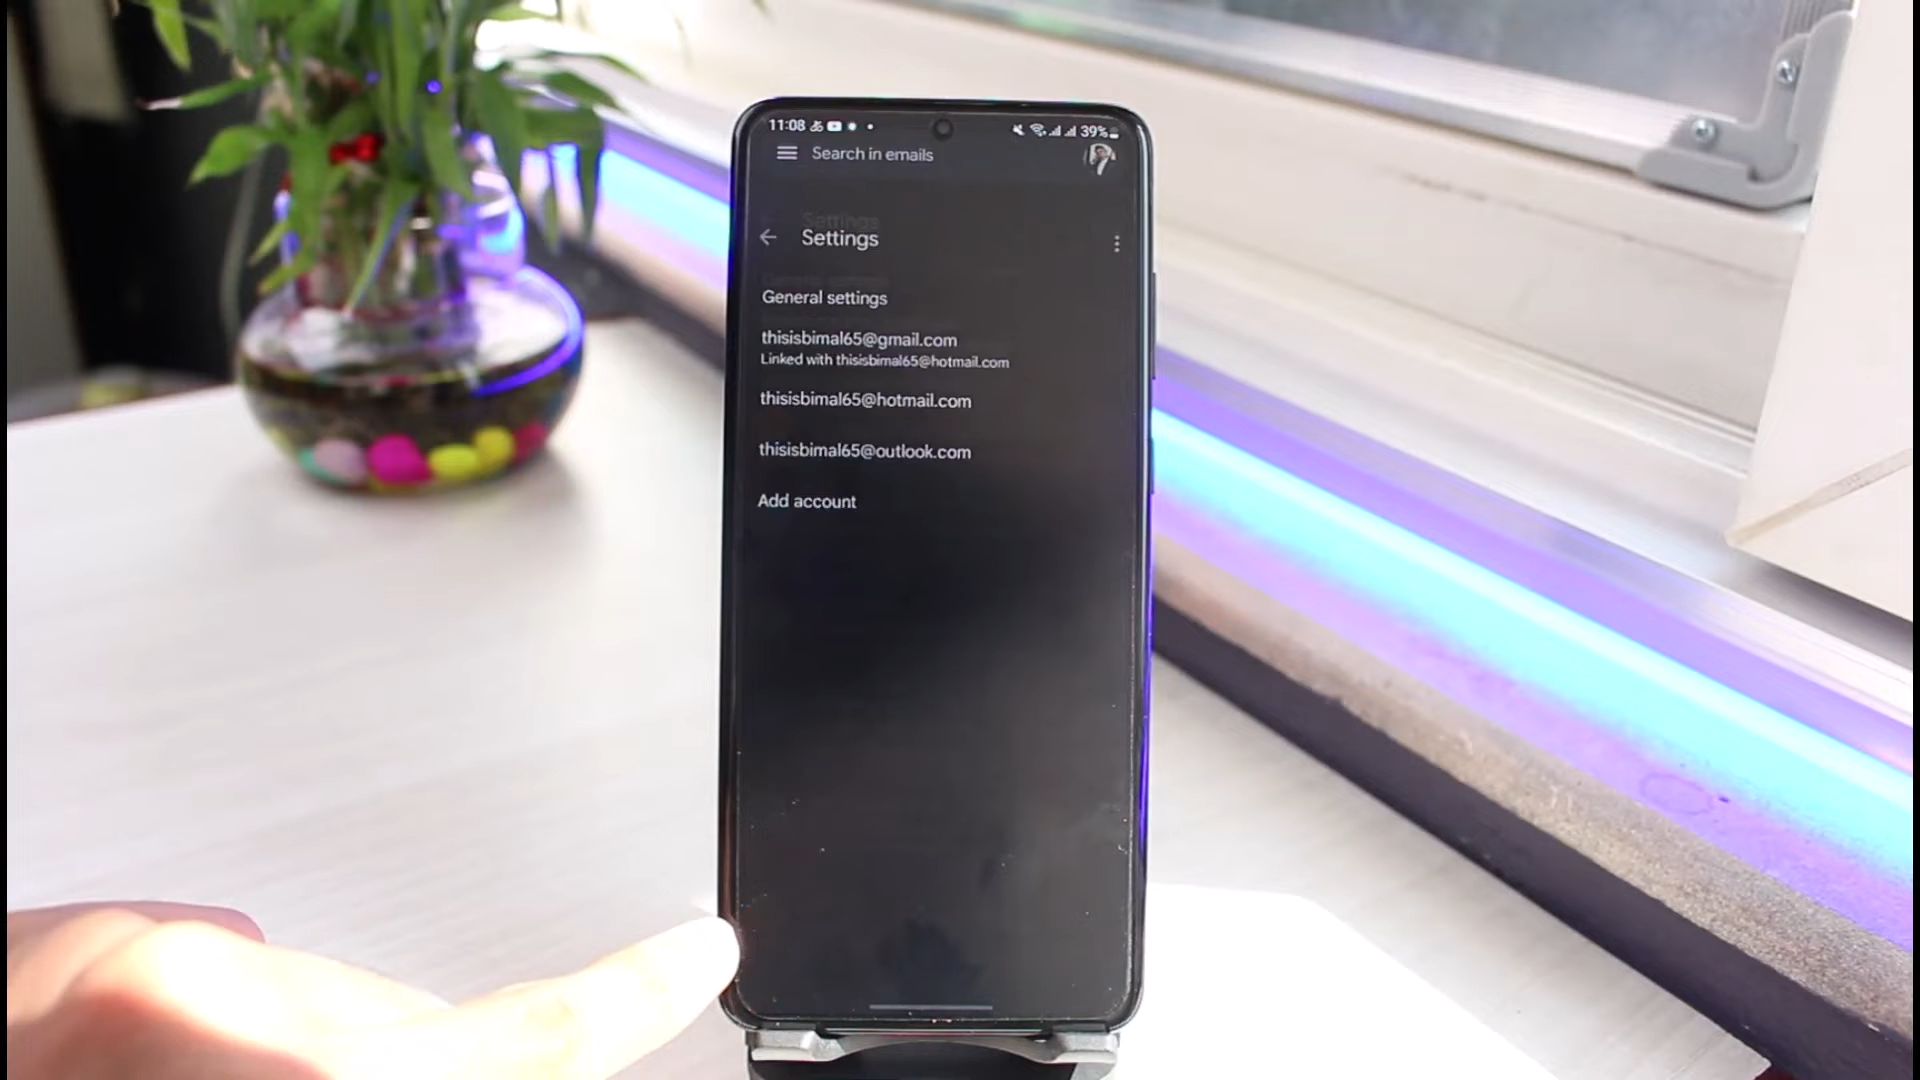 11:08 39%
Search in emails
Settings
General settings
thisisbimal65@gmail.com
Linked with thisisbimal65@hotmail.com
thisisbimal65@hotmail.com
thisisbimal65@outlook.com
Add account